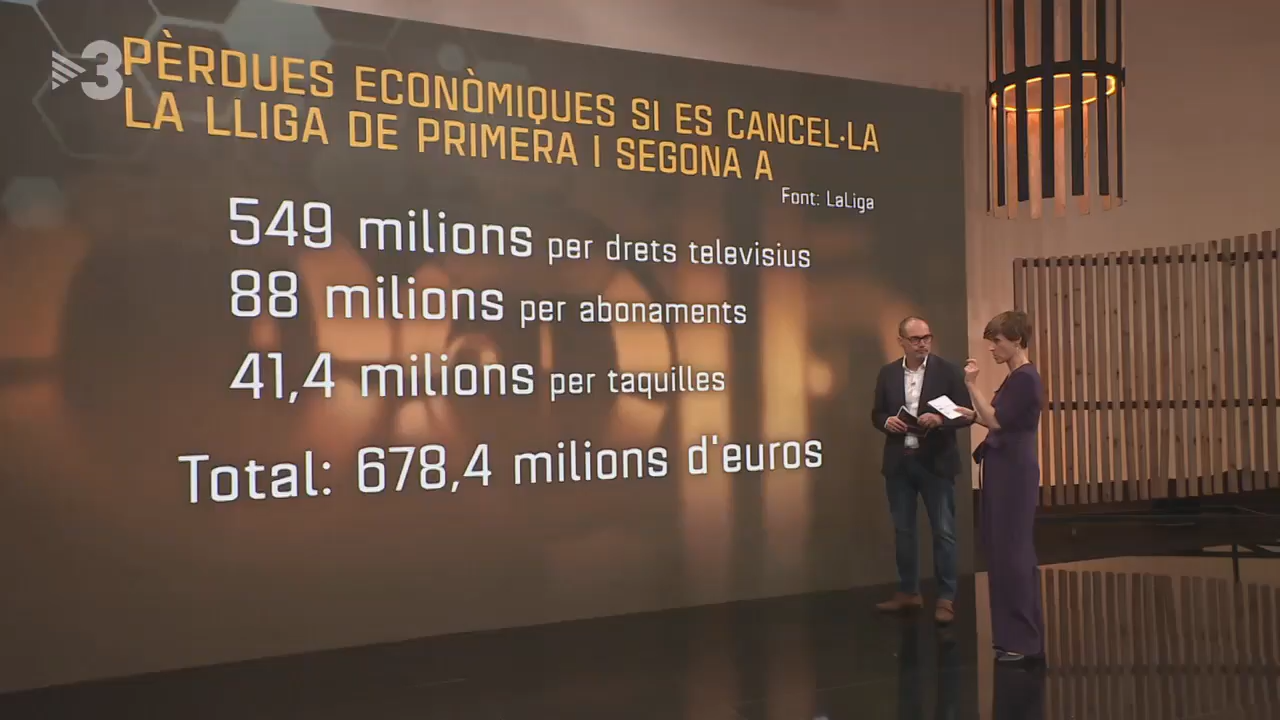 3
PÈRDUES ECONÒMIQUES SI ES CANCEL·LA
LA LLIGA DE PRIMERA I SEGONA A
Font: LaLiga
549 milions per drets televisius
88 milions per abonaments
41,4 milions per taquilles
Total: 678,4 milions d'euros